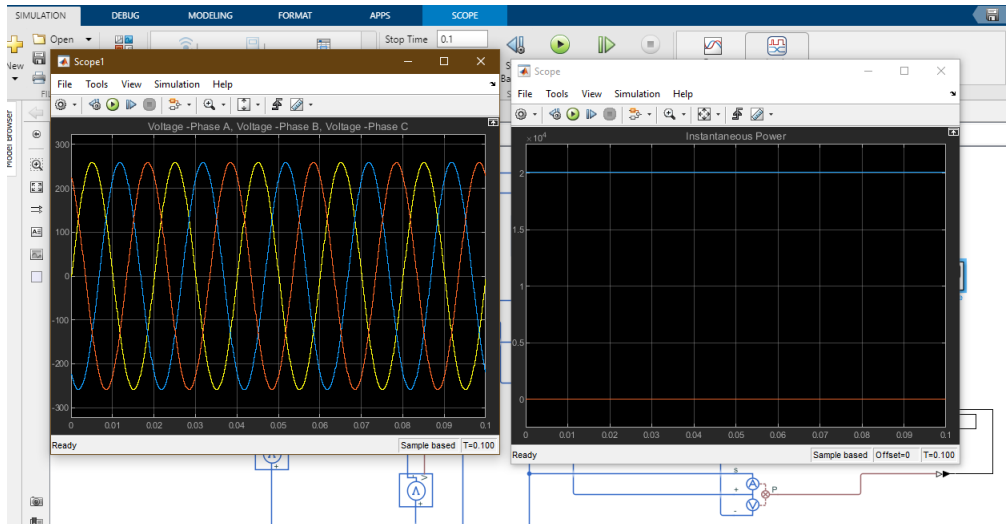 SIMULATION DEBUG MODELING FORMAT APPS SCOPE
Open Stop Time 0.1
New
Scope1
File Tools View Simulation Help
Voltage -Phase A, Voltage -Phase B, Voltage -Phase C
300
200
100
0
-100
-200
-300
0 0.01 0.02 0.03 0.04 0.05 0.06 0.07 0.08 0.09 0.1
Ready Sample based T=0.100
Scope
File Tools View Simulation Help
×10⁴ Instantaneous Power
2
1.5
1
0.5
0
0 0.01 0.02 0.03 0.04 0.05 0.06 0.07 0.08 0.09 0.1
Ready Sample based Offset=0 T=0.100
Model Browser
A V
V
+
s
+ A P
- V